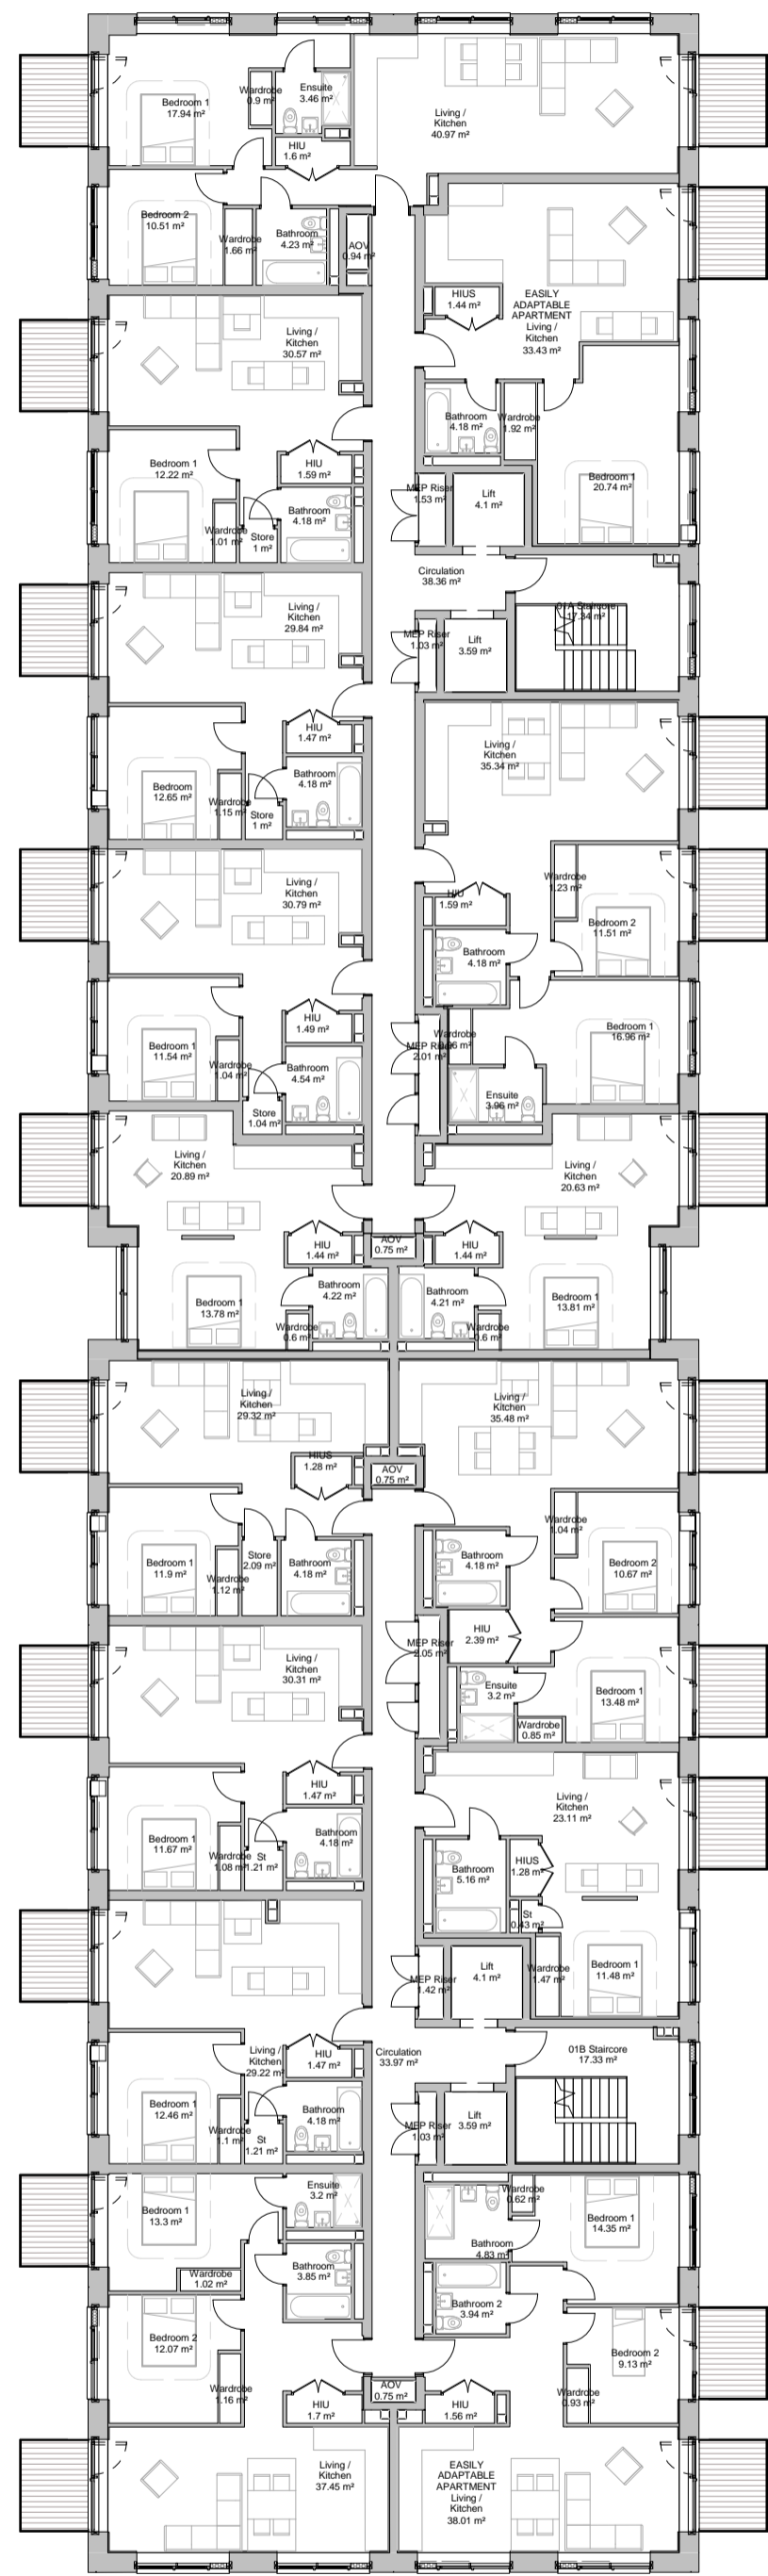 Bedroom 1
17.94 m²
Wardrobe
0.9 m²
Ensuite
3.46 m²
HIU
1.6 m²
Living /
Kitchen
40.97 m²
Bedroom 2
10.51 m²
Wardrobe
1.66 m²
Bathroom
4.23 m²
AOV
0.94 m²
HIUS
1.44 m²
EASILY
ADAPTABLE
APARTMENT
Living /
Kitchen
33.43 m²
Living /
Kitchen
30.57 m²
Bathroom
4.18 m²
Wardrobe
1.92 m²
Bedroom 1
20.74 m²
Bedroom 1
12.22 m²
HIU
1.59 m²
Wardrobe
1.01 m²
Store
1 m²
Bathroom
4.18 m²
MEP Riser
1.53 m²
Lift
4.1 m²
Circulation
38.36 m²
01A Staircore
17.34 m²
Living /
Kitchen
29.84 m²
MEP Riser
1.03 m²
Lift
3.59 m²
HIU
1.47 m²
Bedroom
12.65 m²
Wardrobe
1.15 m²
Store
1 m²
Bathroom
4.18 m²
Living /
Kitchen
35.34 m²
Living /
Kitchen
30.79 m²
HIU
1.59 m²
Wardrobe
1.23 m²
Bedroom 2
11.51 m²
Bathroom
4.18 m²
HIU
1.49 m²
Bedroom 1
11.54 m²
Wardrobe
1.04 m²
Store
1.04 m²
Bathroom
4.54 m²
MEP Riser
2.01 m²
Wardrobe
Bedroom 1
16.96 m²
Ensuite
3.96 m²
Living /
Kitchen
20.89 m²
Living /
Kitchen
20.63 m²
HIU
1.44 m²
AOV
0.75 m²
HIU
1.44 m²
Bedroom 1
13.78 m²
Wardrobe
0.6 m²
Bathroom
4.22 m²
Bathroom
4.21 m²
Wardrobe
0.6 m²
Bedroom 1
13.81 m²
Living /
Kitchen
29.32 m²
Living /
Kitchen
35.48 m²
HIUS
1.28 m²
AOV
0.75 m²
Bedroom 1
11.9 m²
Wardrobe
1.12 m²
Store
2.09 m²
Bathroom
4.18 m²
Bathroom
4.18 m²
Wardrobe
1.04 m²
Bedroom 2
10.67 m²
HIU
2.39 m²
MEP Riser
2.05 m²
Living /
Kitchen
30.31 m²
Ensuite
3.2 m²
Wardrobe
0.85 m²
Bedroom 1
13.48 m²
HIU
1.47 m²
Living /
Kitchen
23.11 m²
Bedroom 1
11.67 m²
Wardrobe
1.08 m²
St
1.21 m²
Bathroom
4.18 m²
Bathroom
5.16 m²
HIUS
1.28 m²
St
0.43 m²
MEP Riser
1.42 m²
Lift
4.1 m²
Wardrobe
1.47 m²
Bedroom 1
11.48 m²
Living /
Kitchen
29.22 m²
HIU
1.47 m²
Circulation
33.97 m²
01B Staircore
17.33 m²
Bedroom 1
12.46 m²
Wardrobe
1.1 m²
St
1.21 m²
Bathroom
4.18 m²
MEP Riser
1.03 m²
Lift
3.59 m²
Bedroom 1
13.3 m²
Ensuite
3.2 m²
Wardrobe
0.62 m²
Bedroom 1
14.35 m²
Bathroom
4.83 m²
Wardrobe
1.02 m²
Bathroom
3.85 m²
Bathroom 2
3.94 m²
Bedroom 2
12.07 m²
Wardrobe
1.16 m²
Bedroom 2
9.13 m²
Wardrobe
0.93 m²
HIU
1.7 m²
AOV
0.75 m²
HIU
1.56 m²
Living /
Kitchen
37.45 m²
EASILY
ADAPTABLE
APARTMENT
Living /
Kitchen
38.01 m²